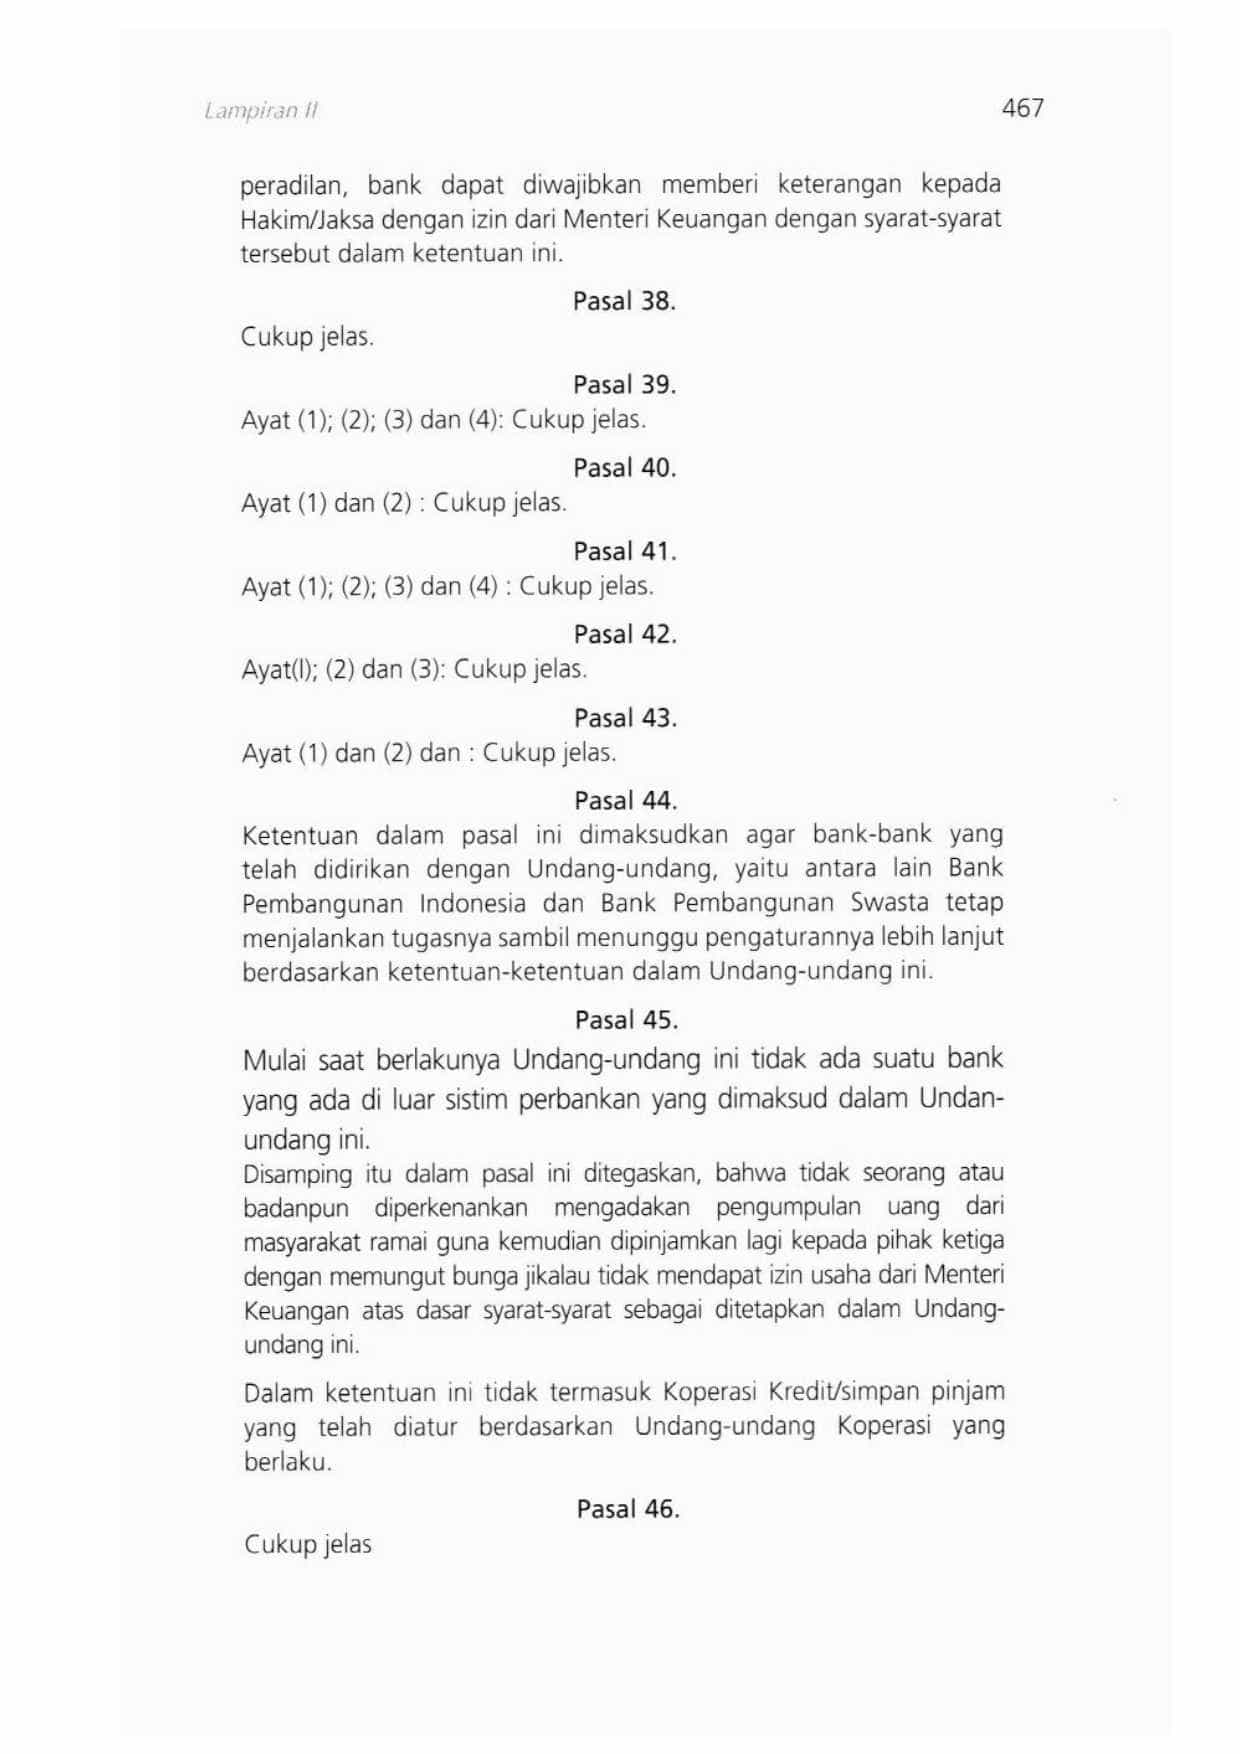 Lampiran II
467
peradilan, bank dapat diwajibkan memberi keterangan kepada
Hakim/Jaksa dengan izin dari Menteri Keuangan dengan syarat-syarat
tersebut dalam ketentuan ini.
Pasal 38.
Cukup jelas.
Pasal 39.
Ayat (1); (2); (3) dan (4): Cukup jelas.
Pasal 40.
Ayat (1) dan (2) : Cukup jelas.
Pasal 41.
Ayat (1); (2); (3) dan (4) : Cukup jelas.
Pasal 42.
Ayat(l); (2) dan (3): Cukup jelas.
Pasal 43.
Ayat (1) dan (2) dan : Cukup jelas.
Pasal 44.
Ketentuan dalam pasal ini dimaksudkan agar bank-bank yang
telah didirikan dengan Undang-undang, yaitu antara lain Bank
Pembangunan Indonesia dan Bank Pembangunan Swasta tetap
menjalankan tugasnya sambil menunggu pengaturannya lebih lanjut
berdasarkan ketentuan-ketentuan dalam Undang-undang ini.
Pasal 45.
Mulai saat berlakunya Undang-undang ini tidak ada suatu bank
yang ada di luar sistim perbankan yang dimaksud dalam Undan-
undang ini.
Disamping itu dalam pasal ini ditegaskan, bahwa tidak seorang atau
badanpun diperkenankan mengadakan pengumpulan uang dari
masyarakat ramai guna kemudian dipinjamkan lagi kepada pihak ketiga
dengan memungut bunga jikalau tidak mendapat izin usaha dari Menteri
Keuangan atas dasar syarat-syarat sebagai ditetapkan dalam Undang-
undang ini.
Dalam ketentuan ini tidak termasuk Koperasi Kredit/simpan pinjam
yang telah diatur berdasarkan Undang-undang Koperasi yang
berlaku.
Pasal 46.
Cukup jelas